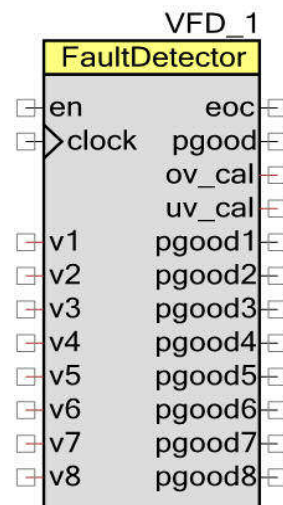 VFD_1
FaultDetector
en eoc
clock pgood
ov_cal
uv_cal
v1 pgood1
v2 pgood2
v3 pgood3
v4 pgood4
v5 pgood5
v6 pgood6
v7 pgood7
v8 pgood8